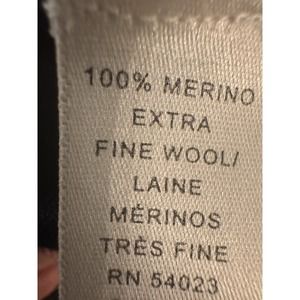 100% MERINO
EXTRA
FINE WOOL/
LAINE
MÉRINOS
TRÈS FINE
RN 54023